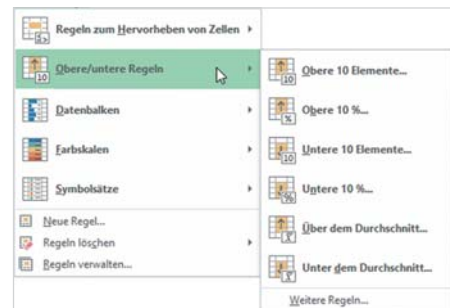 Regeln zum Hervorheben von Zellen
Obere/untere Regeln
Datenbalken
Farbskalen
Symbolsätze
Neue Regel...
Regeln löschen
Regeln verwalten...
Obere 10 Elemente...
Obere 10 %...
Untere 10 Elemente...
Untere 10 %...
Über dem Durchschnitt...
Unter dem Durchschnitt...
Weitere Regeln...